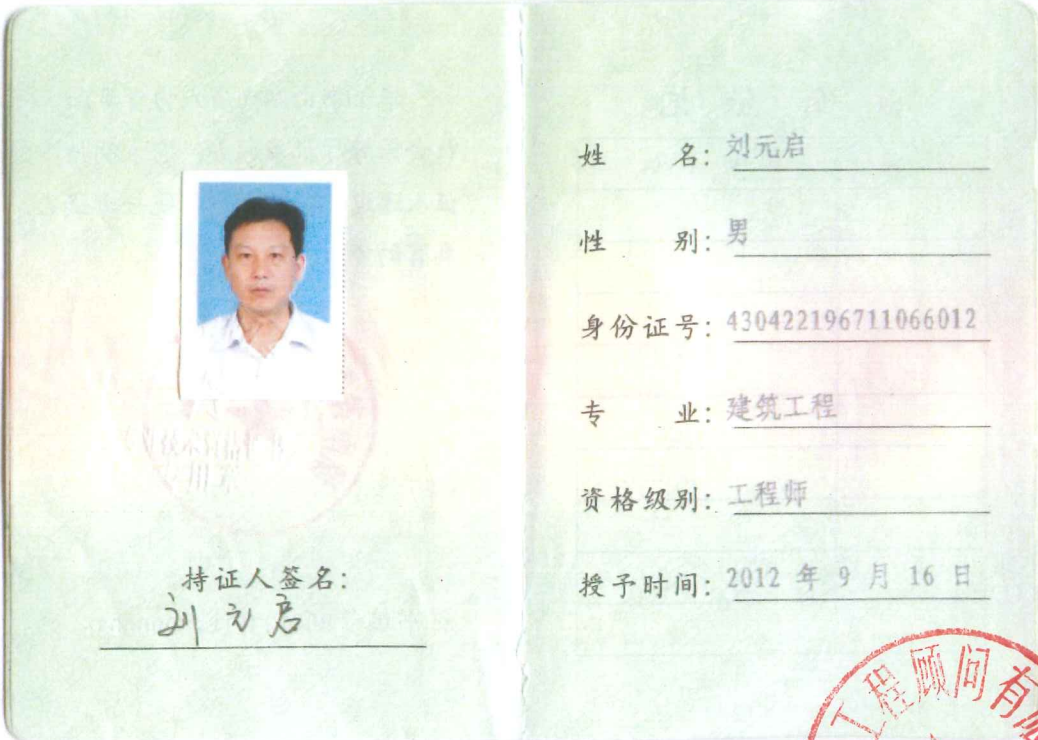 持证人签名:
刘元启
姓 名: 刘元启
性 别: 男
身份证号: 430422196711066012
专 业: 建筑工程
资格级别: 工程师
授予时间: 2012 年 9 月 16 日
工程顾问有